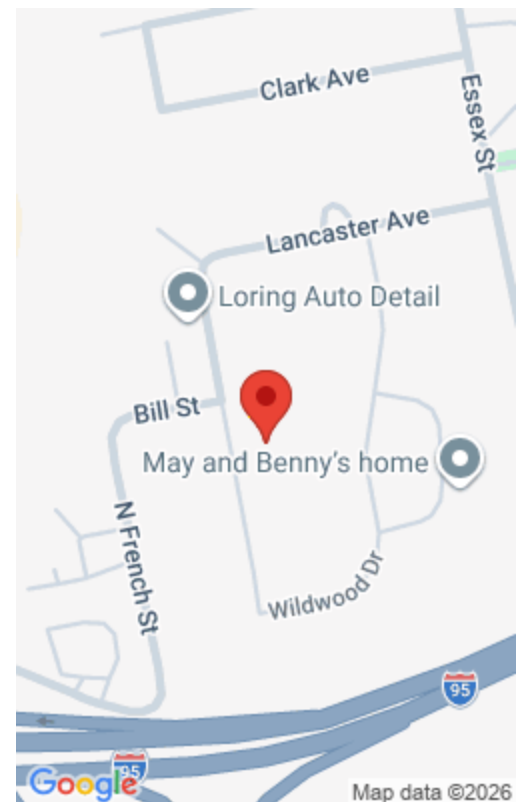 Clark Ave
Essex St
Lancaster Ave
Loring Auto Detail
Bill St
May and Benny's home
N French St
Wildwood Dr
95
95
Google
Map data ©2026